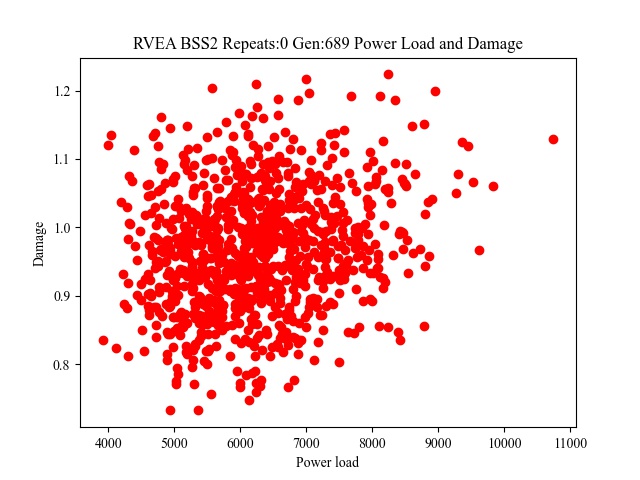 RVEA BSS2 Repeats:0 Gen:689 Power Load and Damage
1.2
1.1
1.0
0.9
0.8
Damage
4000 5000 6000 7000 8000 9000 10000 11000
Power load